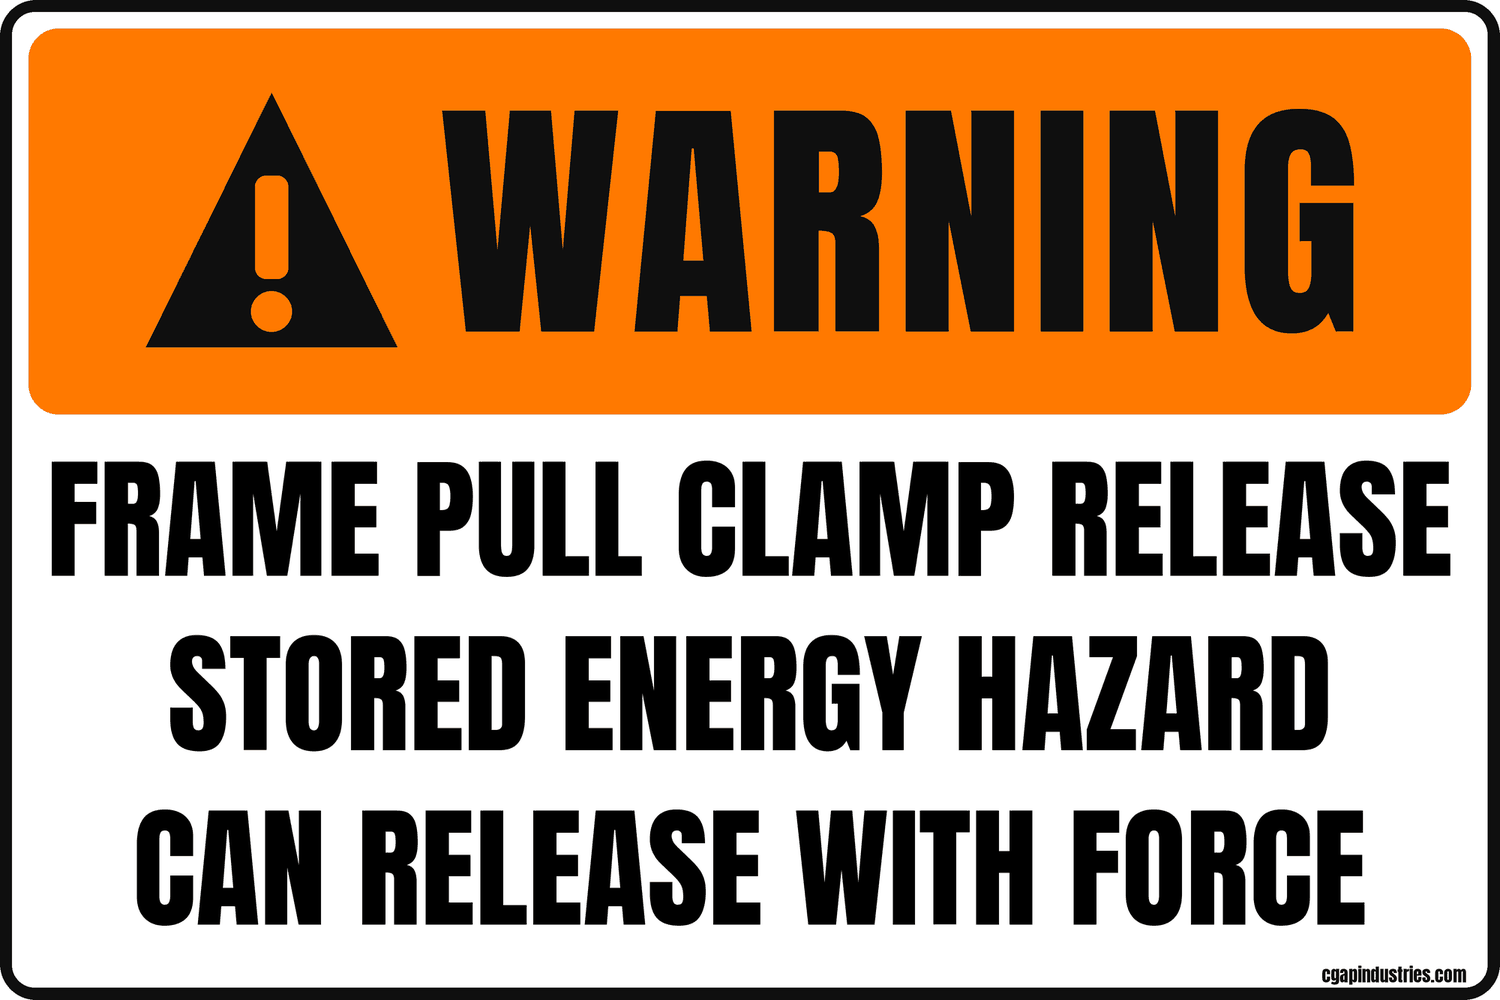 WARNING
FRAME PULL CLAMP RELEASE
STORED ENERGY HAZARD
CAN RELEASE WITH FORCE
cgapindustries.com